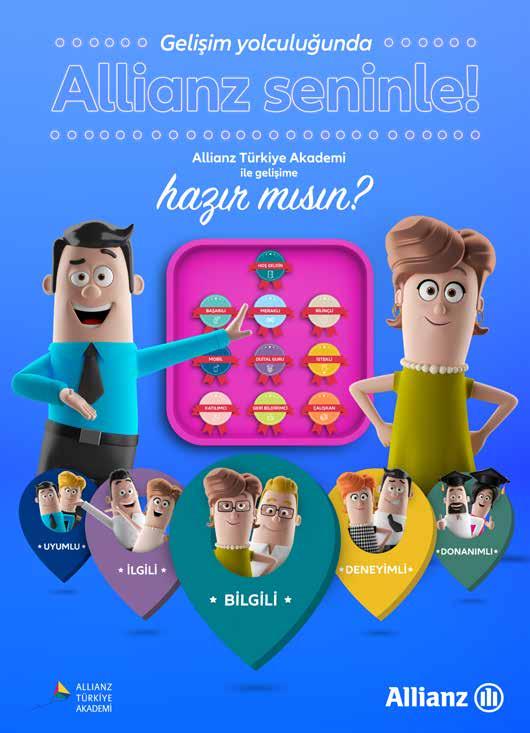 Gelişim yolculuğunda
Allianz seninle!
Allianz Türkiye Akademi
ile gelişime
hazır mısın?
HOŞ GELDİN
BAŞARILI
MERAKLI
BİLİNÇLİ
MOBİL
DİJİTAL GURU
İSTEKLİ
KATILIMCI
GERİ BİLDİRİMCİ
ÇALIŞKAN
UYUMLU
İLGİLİ
BİLGİLİ
DENEYİMLİ
DONANIMLI
ALLIANZ
TÜRKİYE
AKADEMİ
Allianz